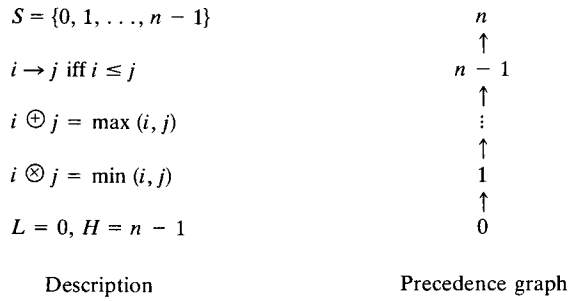 S = {0, 1, . . ., n − 1}
i → j iff i ≤ j
i ⊕ j = max (i, j)
i ⊗ j = min (i, j)
L = 0, H = n − 1
Description
n
↑
n − 1
↑
⋮
↑
1
↑
0
Precedence graph